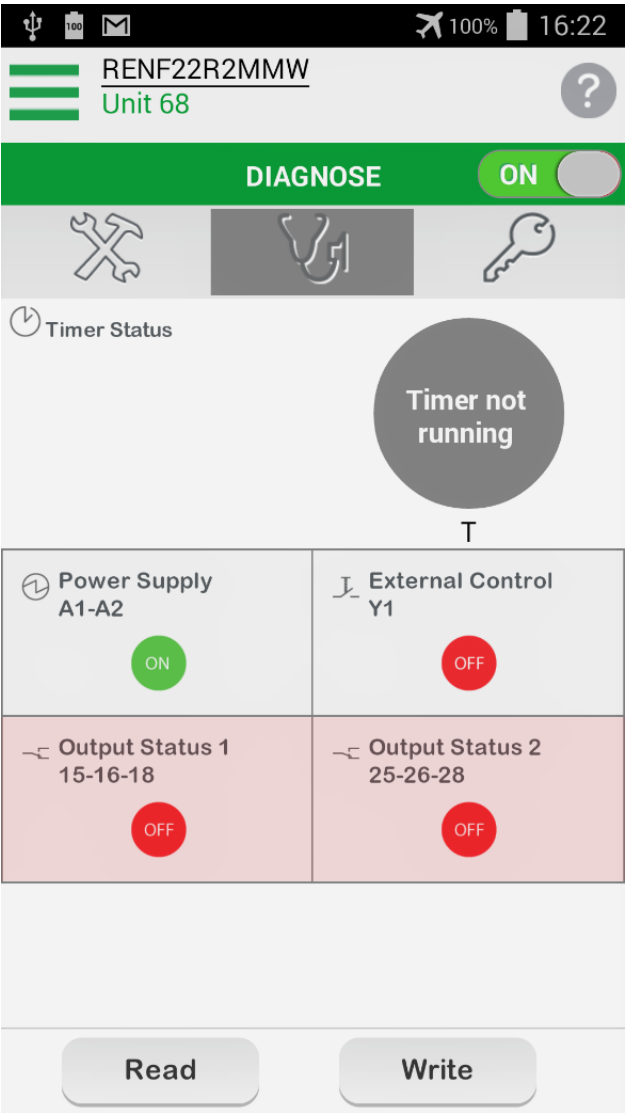 100
100% 16:22
RENF22R2MMW
Unit 68
?
DIAGNOSE ON
Timer Status
Timer not
running
T
Power Supply
A1-A2
ON
External Control
Y1
OFF
Output Status 1
15-16-18
OFF
Output Status 2
25-26-28
OFF
Read
Write